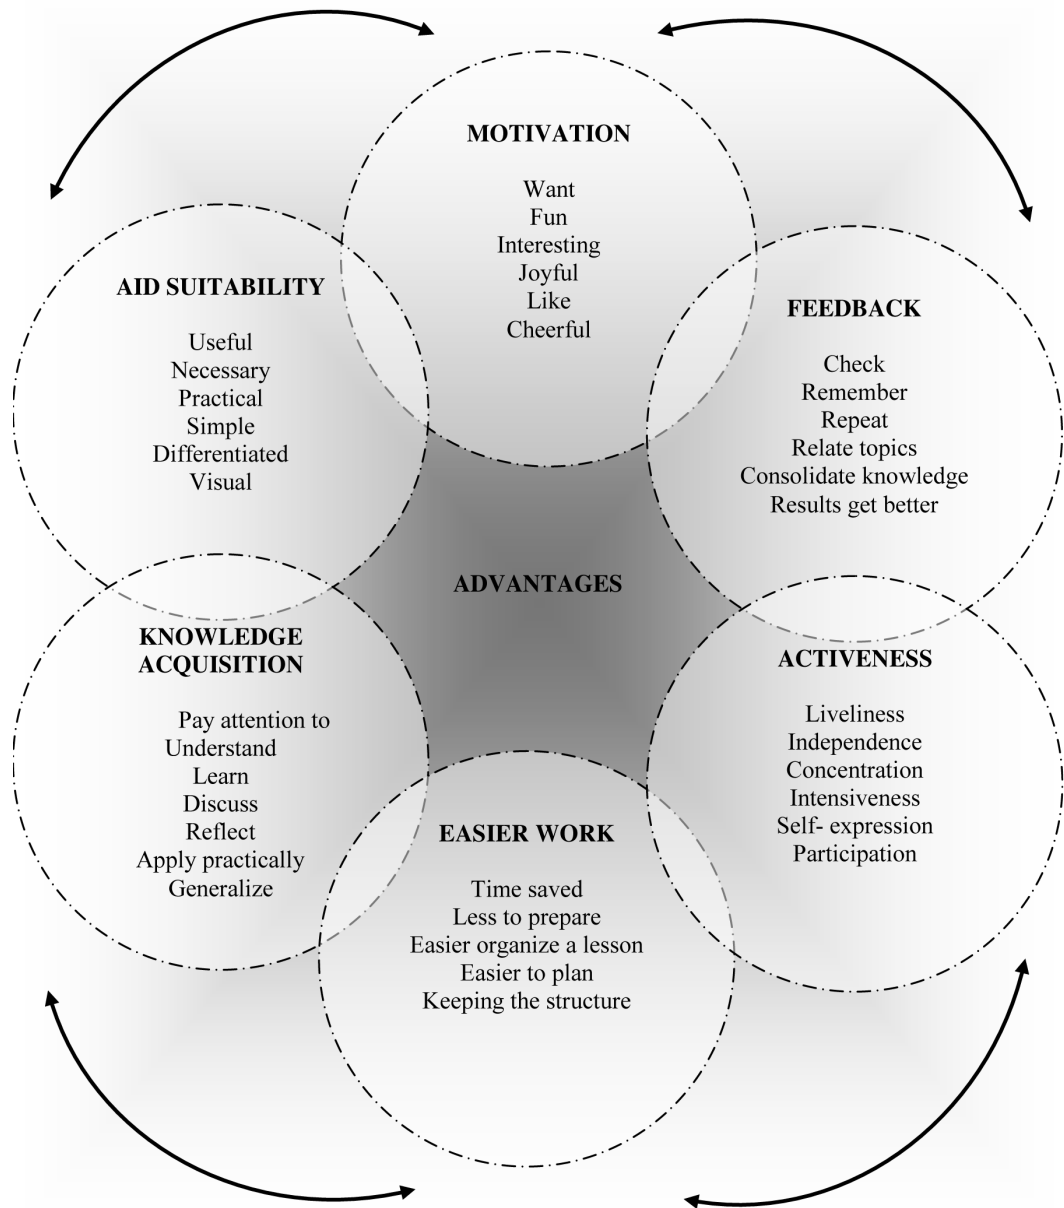 MOTIVATION
Want
Fun
Interesting
Joyful
Like
Cheerful
AID SUITABILITY
Useful
Necessary
Practical
Simple
Differentiated
Visual
FEEDBACK
Check
Remember
Repeat
Relate topics
Consolidate knowledge
Results get better
ADVANTAGES
KNOWLEDGE
ACQUISITION
Pay attention to
Understand
Learn
Discuss
Reflect
Apply practically
Generalize
ACTIVENESS
Liveliness
Independence
Concentration
Intensiveness
Self- expression
Participation
EASIER WORK
Time saved
Less to prepare
Easier organize a lesson
Easier to plan
Keeping the structure